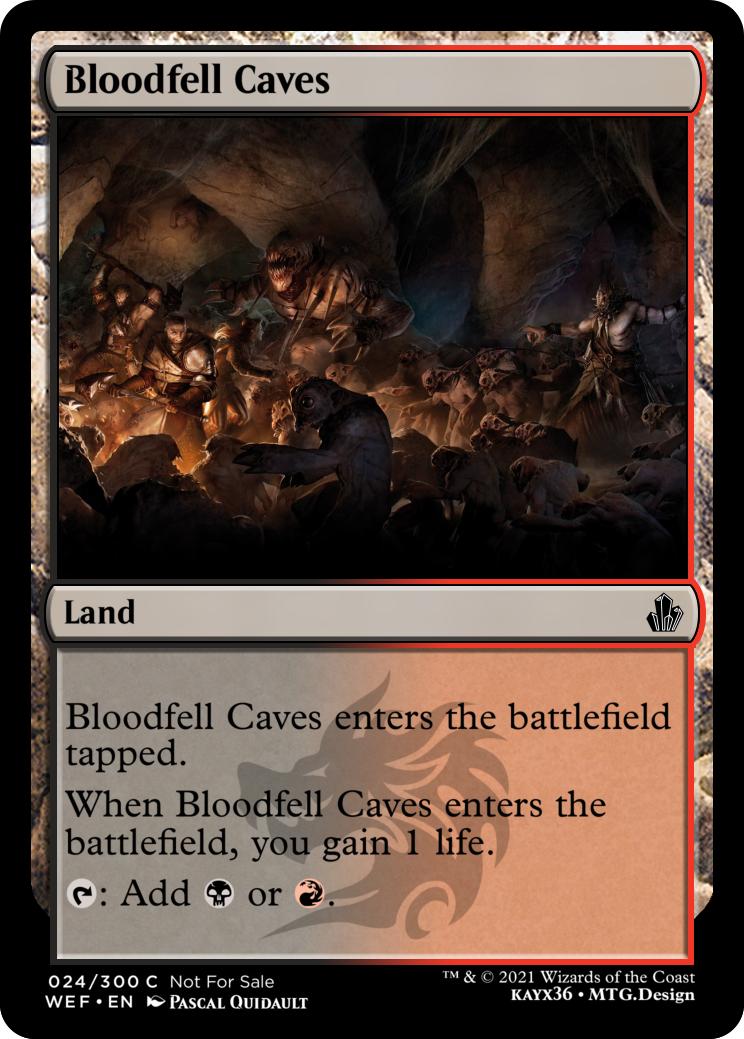 Bloodfell Caves
Land
Bloodfell Caves enters the battlefield
tapped.
When Bloodfell Caves enters the
battlefield, you gain 1 life.
: Add or .
024/300 C Not For Sale
WEF • EN Pascal Quidault
™ & © 2021 Wizards of the Coast
KAYX36 • MTG.Design